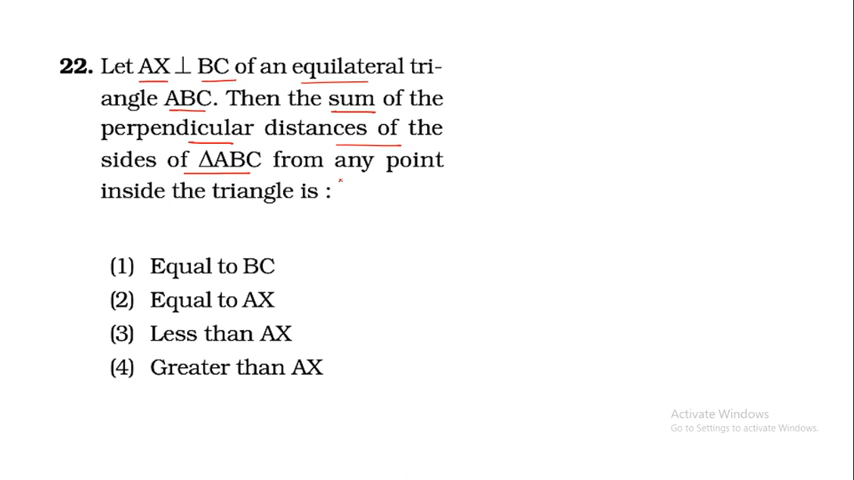 22. Let AX ⊥ BC of an equilateral tri-
angle ABC. Then the sum of the
perpendicular distances of the
sides of ΔABC from any point
inside the triangle is :
(1) Equal to BC
(2) Equal to AX
(3) Less than AX
(4) Greater than AX
Activate Windows
Go to Settings to activate Windows.